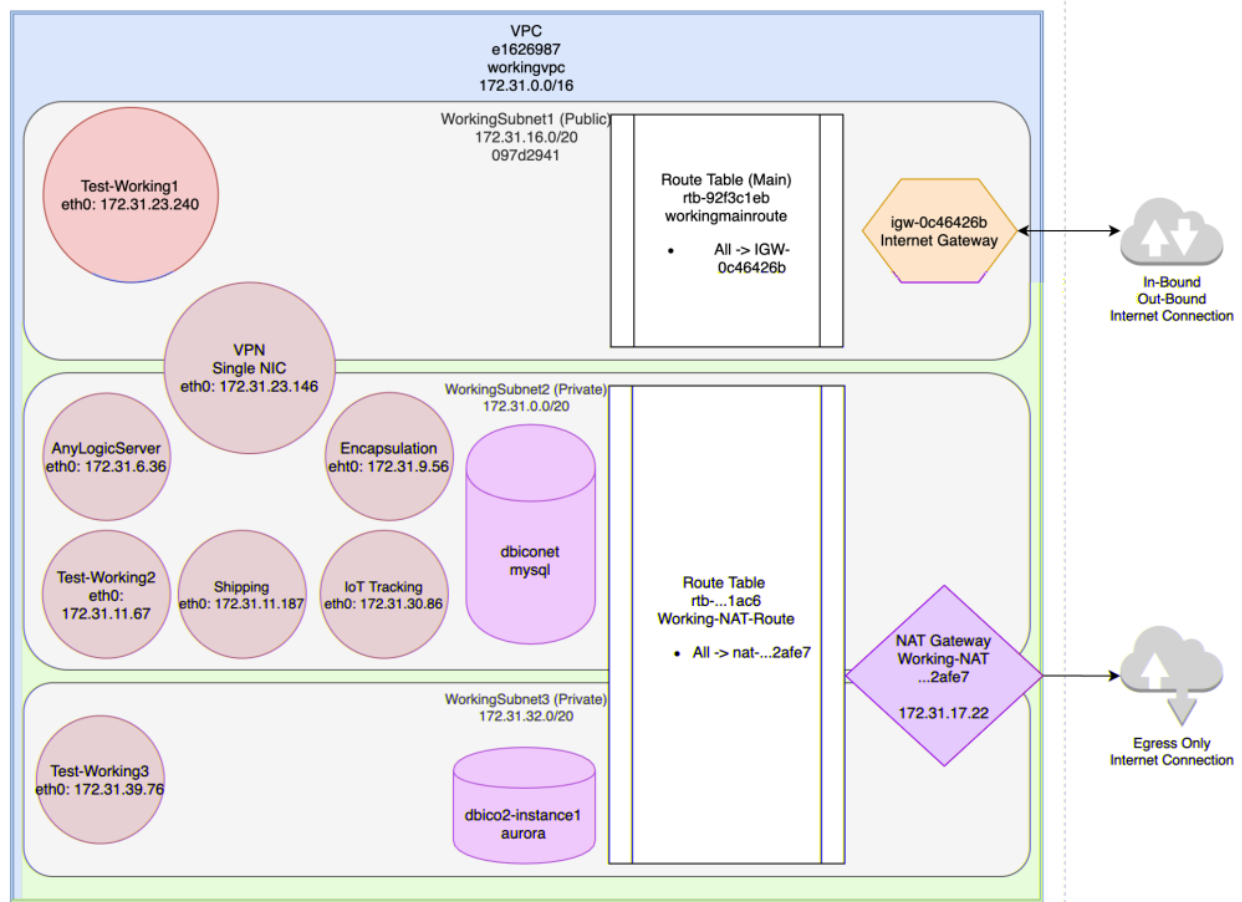 VPC
e1626987
workingvpc
172.31.0.0/16
WorkingSubnet1 (Public)
172.31.16.0/20
097d2941
Test-Working1
eth0: 172.31.23.240
Route Table (Main)
rtb-92f3c1eb
workingmainroute
• All -> IGW-
0c46426b
igw-0c46426b
Internet Gateway
In-Bound
Out-Bound
Internet Connection
VPN
Single NIC
eth0: 172.31.23.146
WorkingSubnet2 (Private)
172.31.0.0/20
AnyLogicServer
eth0: 172.31.6.36
Encapsulation
eht0: 172.31.9.56
dbiconet
mysql
Test-Working2
eth0:
172.31.11.67
Shipping
eth0: 172.31.11.187
IoT Tracking
eth0: 172.31.30.86
Route Table
rtb-...1ac6
Working-NAT-Route
• All -> nat-...2afe7
NAT Gateway
Working-NAT
...2afe7
172.31.17.22
Egress Only
Internet Connection
WorkingSubnet3 (Private)
172.31.32.0/20
Test-Working3
eth0: 172.31.39.76
dbico2-instance1
aurora